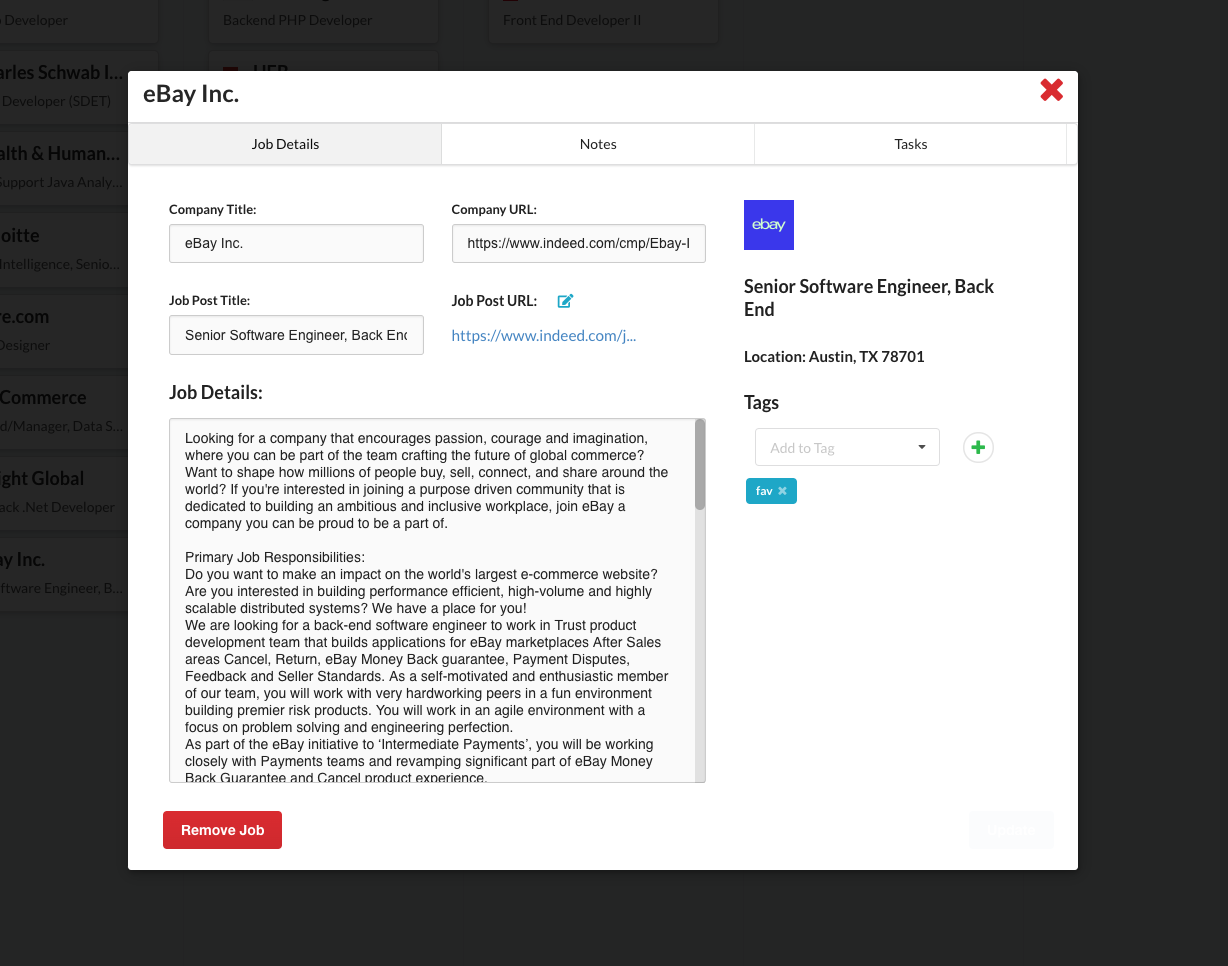 Developer
Backend PHP Developer
Front End Developer II
arles Schwab I...
HEB
Developer (SDET)
alth & Human...
Support Java Analy...
oitte
Intelligence, Senio...
re.com
Designer
Commerce
d/Manager, Data S...
ight Global
ack .Net Developer
ay Inc.
ftware Engineer, B...
eBay Inc.
Job Details
Notes
Tasks
Company Title:
Company URL:
eBay Inc.
https://www.indeed.com/cmp/Ebay-I
ebay
Senior Software Engineer, Back
End
Job Post Title:
Job Post URL:
Senior Software Engineer, Back Enc
https://www.indeed.com/j...
Location: Austin, TX 78701
Job Details:
Tags
Add to Tag
fav
Looking for a company that encourages passion, courage and imagination,
where you can be part of the team crafting the future of global commerce?
Want to shape how millions of people buy, sell, connect, and share around the
world? If you're interested in joining a purpose driven community that is
dedicated to building an ambitious and inclusive workplace, join eBay a
company you can be proud to be a part of.
Primary Job Responsibilities:
Do you want to make an impact on the world's largest e-commerce website?
Are you interested in building performance efficient, high-volume and highly
scalable distributed systems? We have a place for you!
We are looking for a back-end software engineer to work in Trust product
development team that builds applications for eBay marketplaces After Sales
areas Cancel, Return, eBay Money Back guarantee, Payment Disputes,
Feedback and Seller Standards. As a self-motivated and enthusiastic member
of our team, you will work with very hardworking peers in a fun environment
building premier risk products. You will work in an agile environment with a
focus on problem solving and engineering perfection.
As part of the eBay initiative to ‘Intermediate Payments’, you will be working
closely with Payments teams and revamping significant part of eBay Money
Back Guarantee and Cancel product experience.
Remove Job
Update